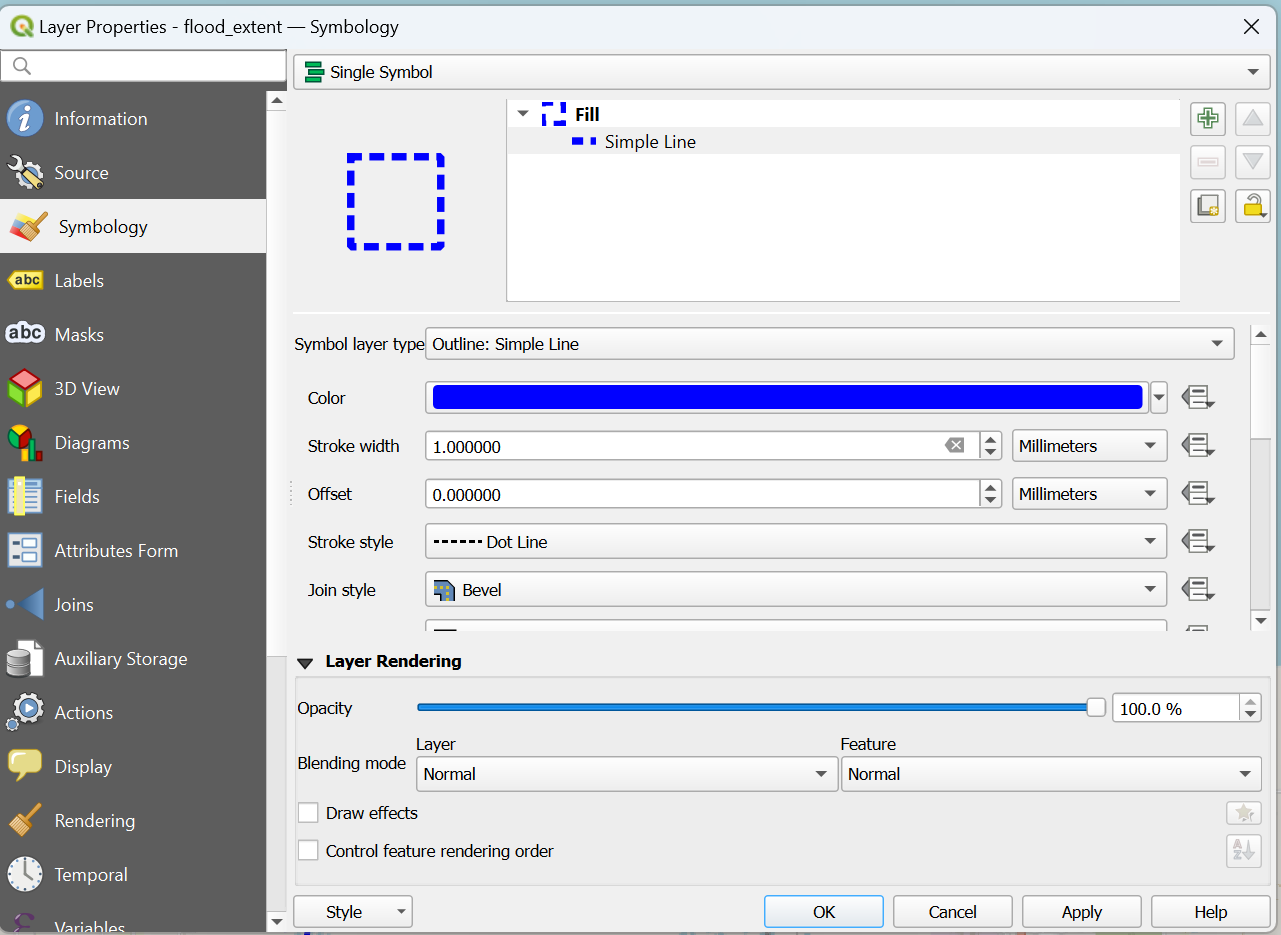 Layer Properties - flood_extent — Symbology
Single Symbol
Information
Source
Symbology
Labels
Masks
3D View
Diagrams
Fields
Attributes Form
Joins
Auxiliary Storage
Actions
Display
Rendering
Temporal
Variables
Fill
Simple Line
Symbol layer type Outline: Simple Line
Color
Stroke width 1.000000 Millimeters
Offset 0.000000 Millimeters
Stroke style Dot Line
Join style Bevel
Layer Rendering
Opacity 100.0 %
Layer Feature
Blending mode Normal Normal
Draw effects
Control feature rendering order
Style OK Cancel Apply Help